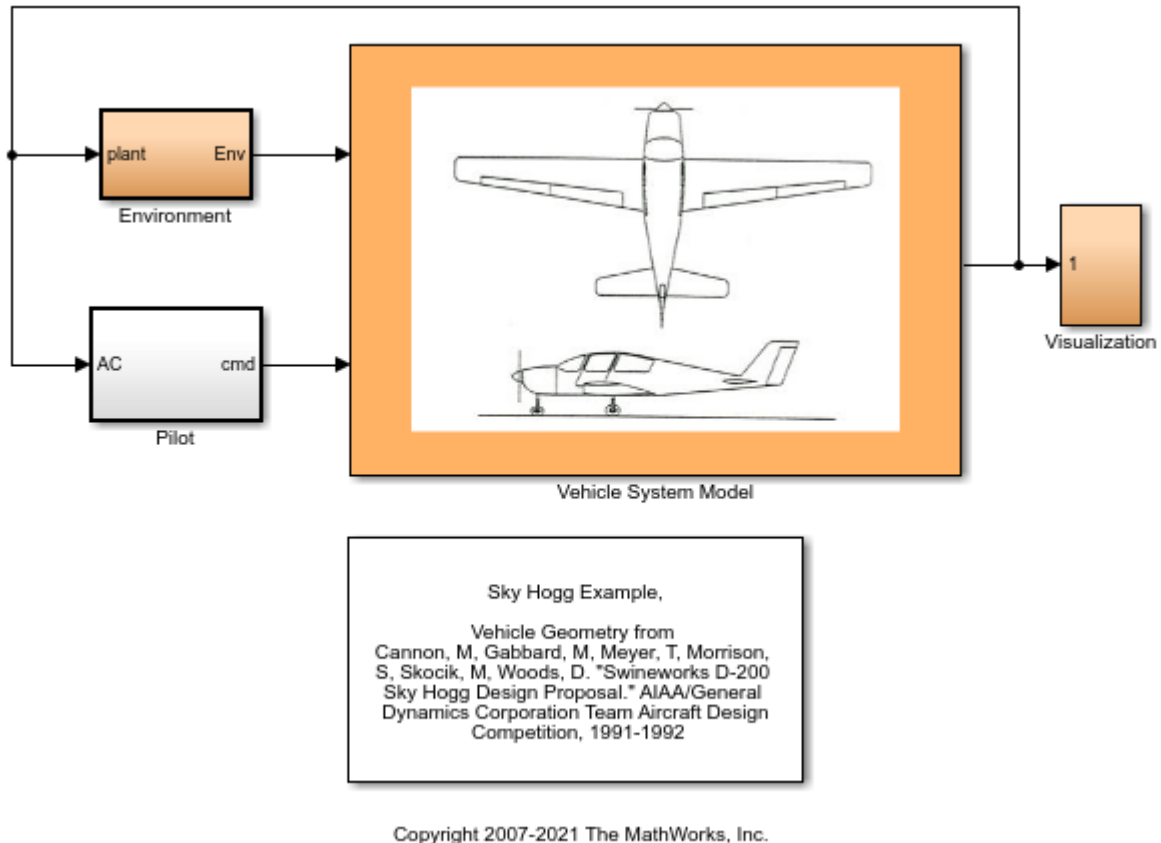 plant Env
Environment
AC cmd
Pilot
1
Visualization
Vehicle System Model
Sky Hogg Example,
Vehicle Geometry from
Cannon, M, Gabbard, M, Meyer, T, Morrison,
S, Skocik, M, Woods, D. "Swineworks D-200
Sky Hogg Design Proposal." AIAA/General
Dynamics Corporation Team Aircraft Design
Competition, 1991-1992
Copyright 2007-2021 The MathWorks, Inc.